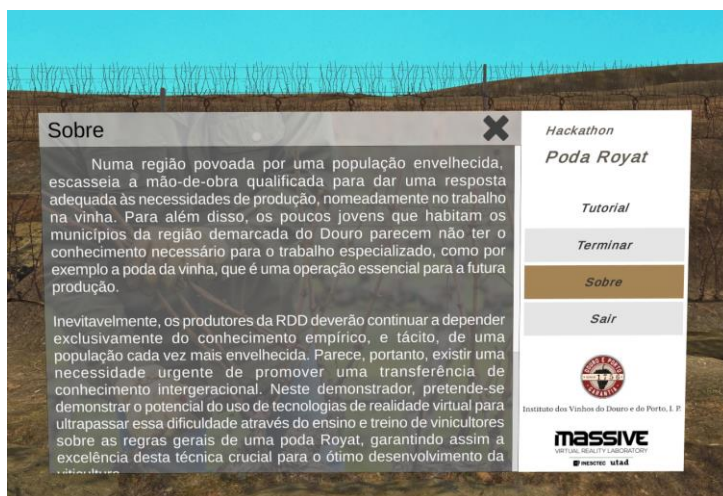 Sobre
Numa região povoada por uma população envelhecida,
escasseia a mão-de-obra qualificada para dar uma resposta
adequada às necessidades de produção, nomeadamente no trabalho
na vinha. Para além disso, os poucos jovens que habitam os
municípios da região demarcada do Douro parecem não ter o
conhecimento necessário para o trabalho especializado, como por
exemplo a poda da vinha, que é uma operação essencial para a futura
produção.
Inevitavelmente, os produtores da RDD deverão continuar a depender
exclusivamente do conhecimento empírico, e tácito, de uma
população cada vez mais envelhecida. Parece, portanto, existir uma
necessidade urgente de promover uma transferência de
conhecimento intergeracional. Neste demonstrador, pretende-se
demonstrar o potencial do uso de tecnologias de realidade virtual para
ultrapassar essa dificuldade através do ensino e treino de vinicultores
sobre as regras gerais de uma poda Royat, garantindo assim a
excelência desta técnica crucial para o ótimo desenvolvimento da
viticultura
Hackathon
Poda Royat
Tutorial
Terminar
Sobre
Sair
DOURO E PORTO
GARANTIA
Instituto dos Vinhos do Douro e do Porto, I. P.
MASSIVE
VIRTUAL REALITY LABORATORY
INESCTEC utad